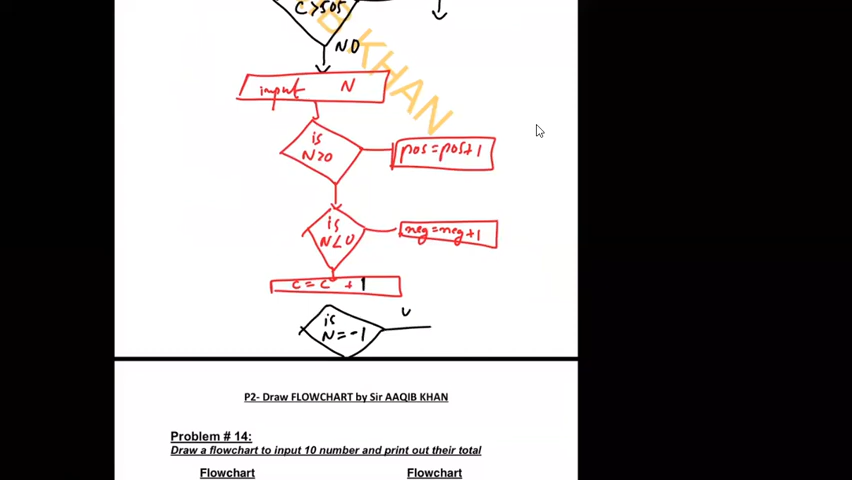 C>505
NO
B KHAN
input N
is
N>0
pos=pos+1
is
N<0
neg=neg+1
c=c+1
is
N=-1
P2- Draw FLOWCHART by Sir AAQIB KHAN
Problem # 14:
Draw a flowchart to input 10 number and print out their total
Flowchart Flowchart